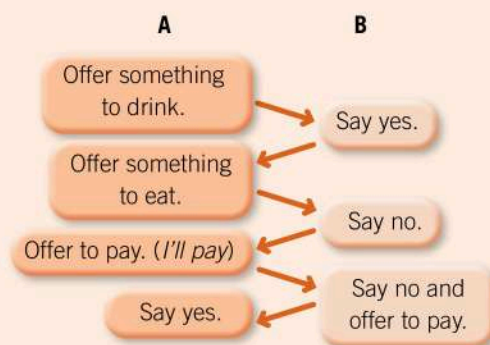 A
B
Offer something
to drink.
Say yes.
Offer something
to eat.
Say no.
Offer to pay. (I'll pay)
Say no and
offer to pay.
Say yes.